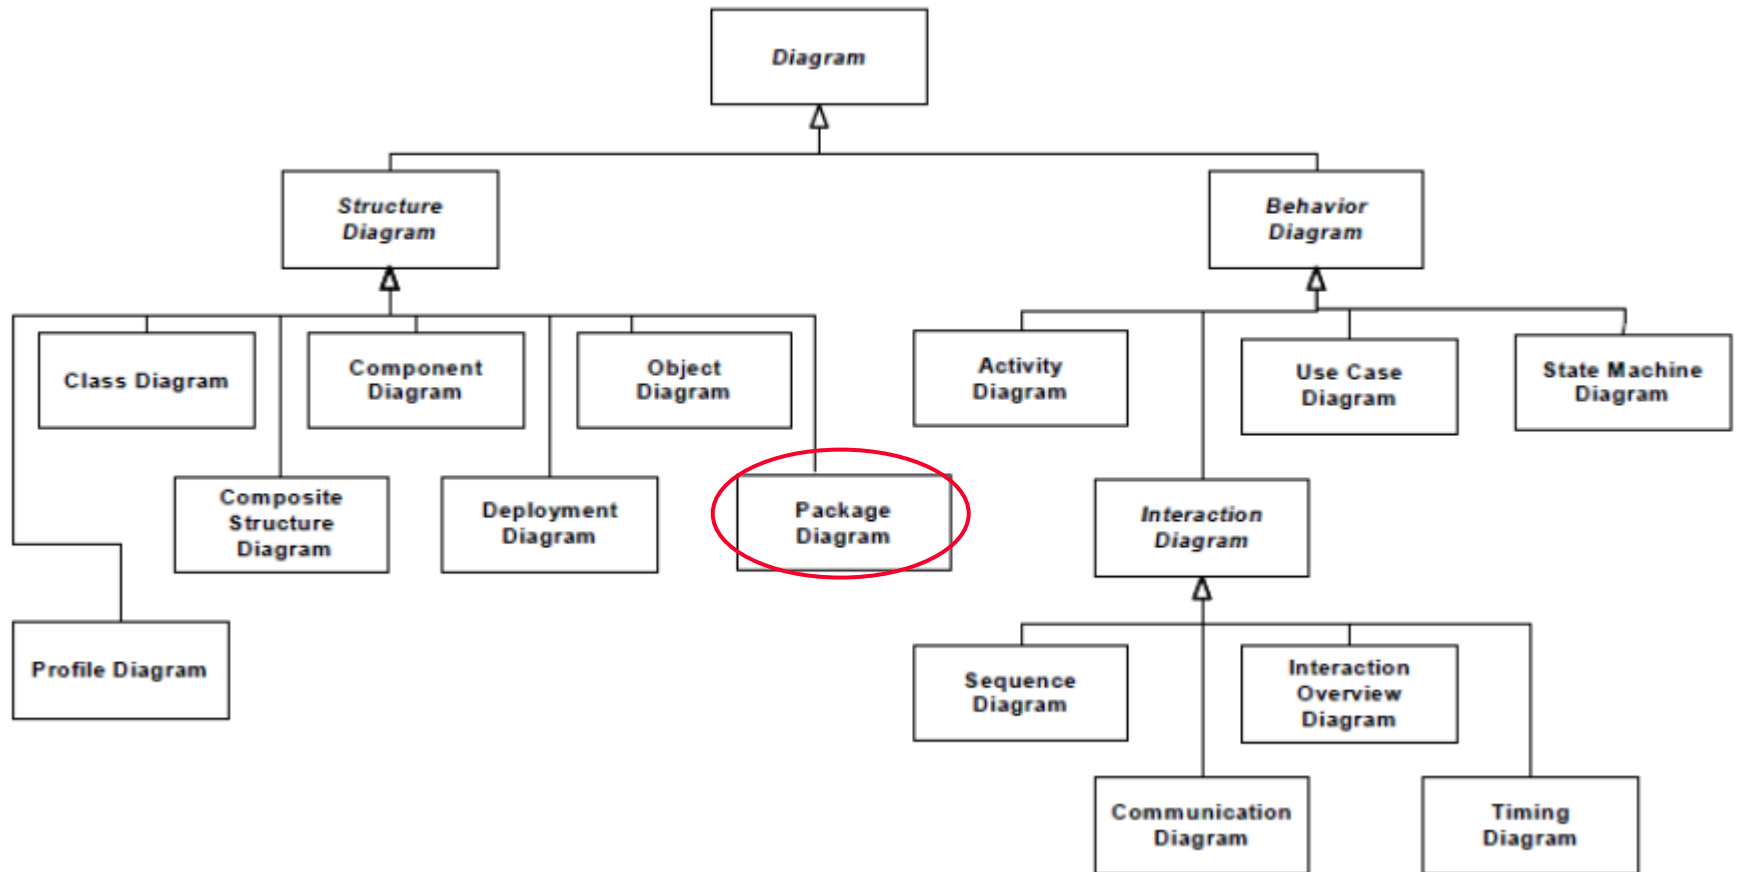 Diagram
Structure
Diagram
Behavior
Diagram
Class Diagram
Component
Diagram
Object
Diagram
Activity
Diagram
Use Case
Diagram
State Machine
Diagram
Composite
Structure
Diagram
Deployment
Diagram
Package
Diagram
Interaction
Diagram
Profile Diagram
Sequence
Diagram
Interaction
Overview
Diagram
Communication
Diagram
Timing
Diagram